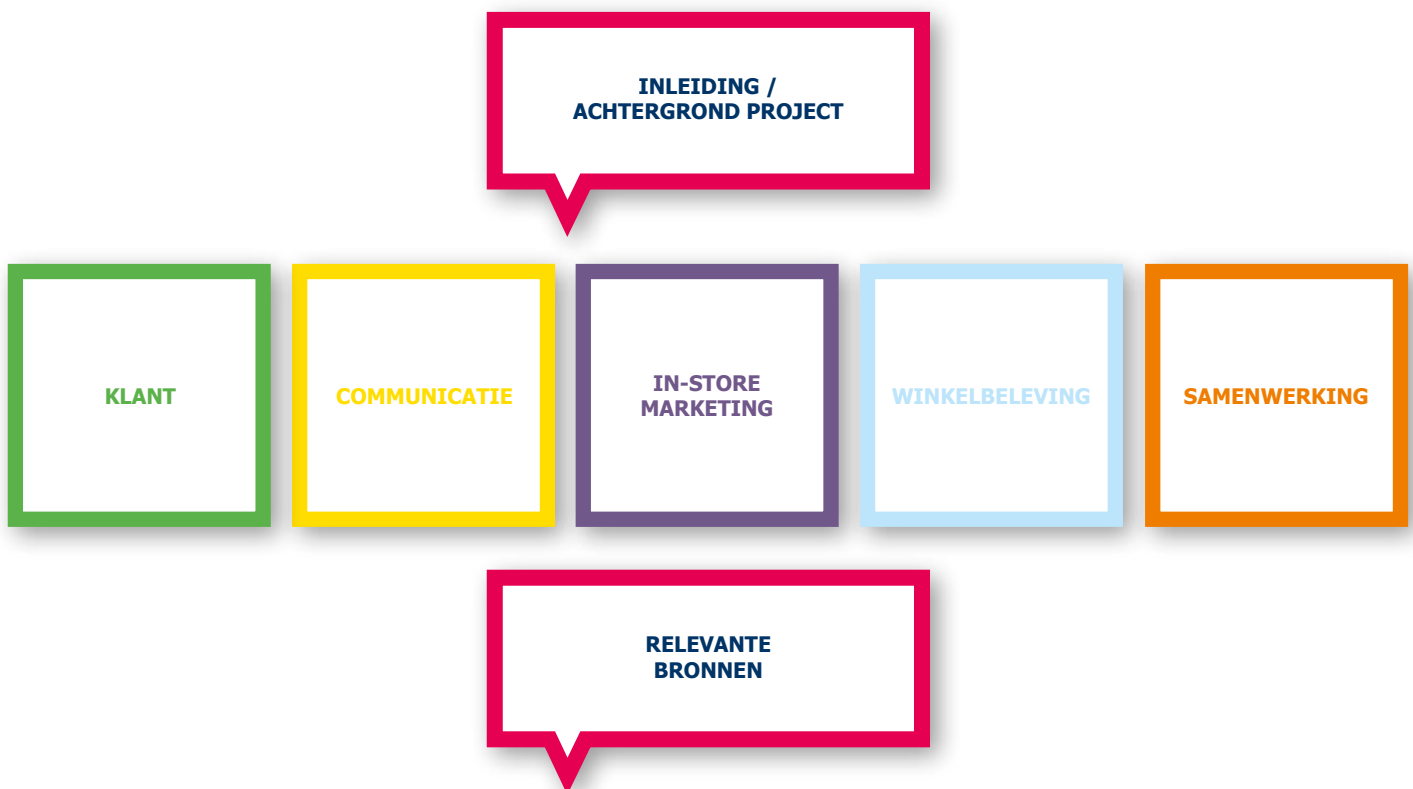 INLEIDING /
ACHTERGROND PROJECT
KLANT
COMMUNICATIE
IN-STORE
MARKETING
WINKELBELEVING
SAMENWERKING
RELEVANTE
BRONNEN